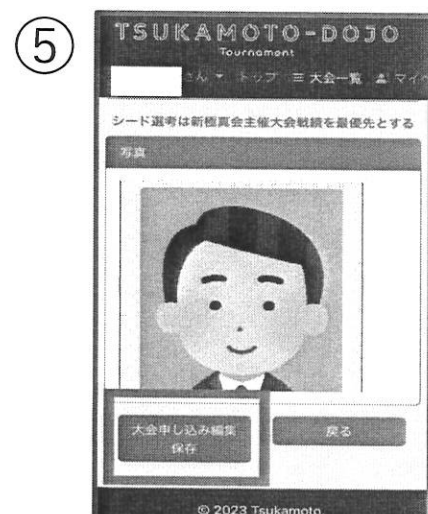 ⑤
TSUKAMOTO-DOJO
Tournament
さん ▼ トップ ☰ 大会一覧 マイペ
シード選考は新極真会主催大会戦績を最優先とする
写真
大会申し込み編集
保存
戻る
© 2023 Tsukamoto